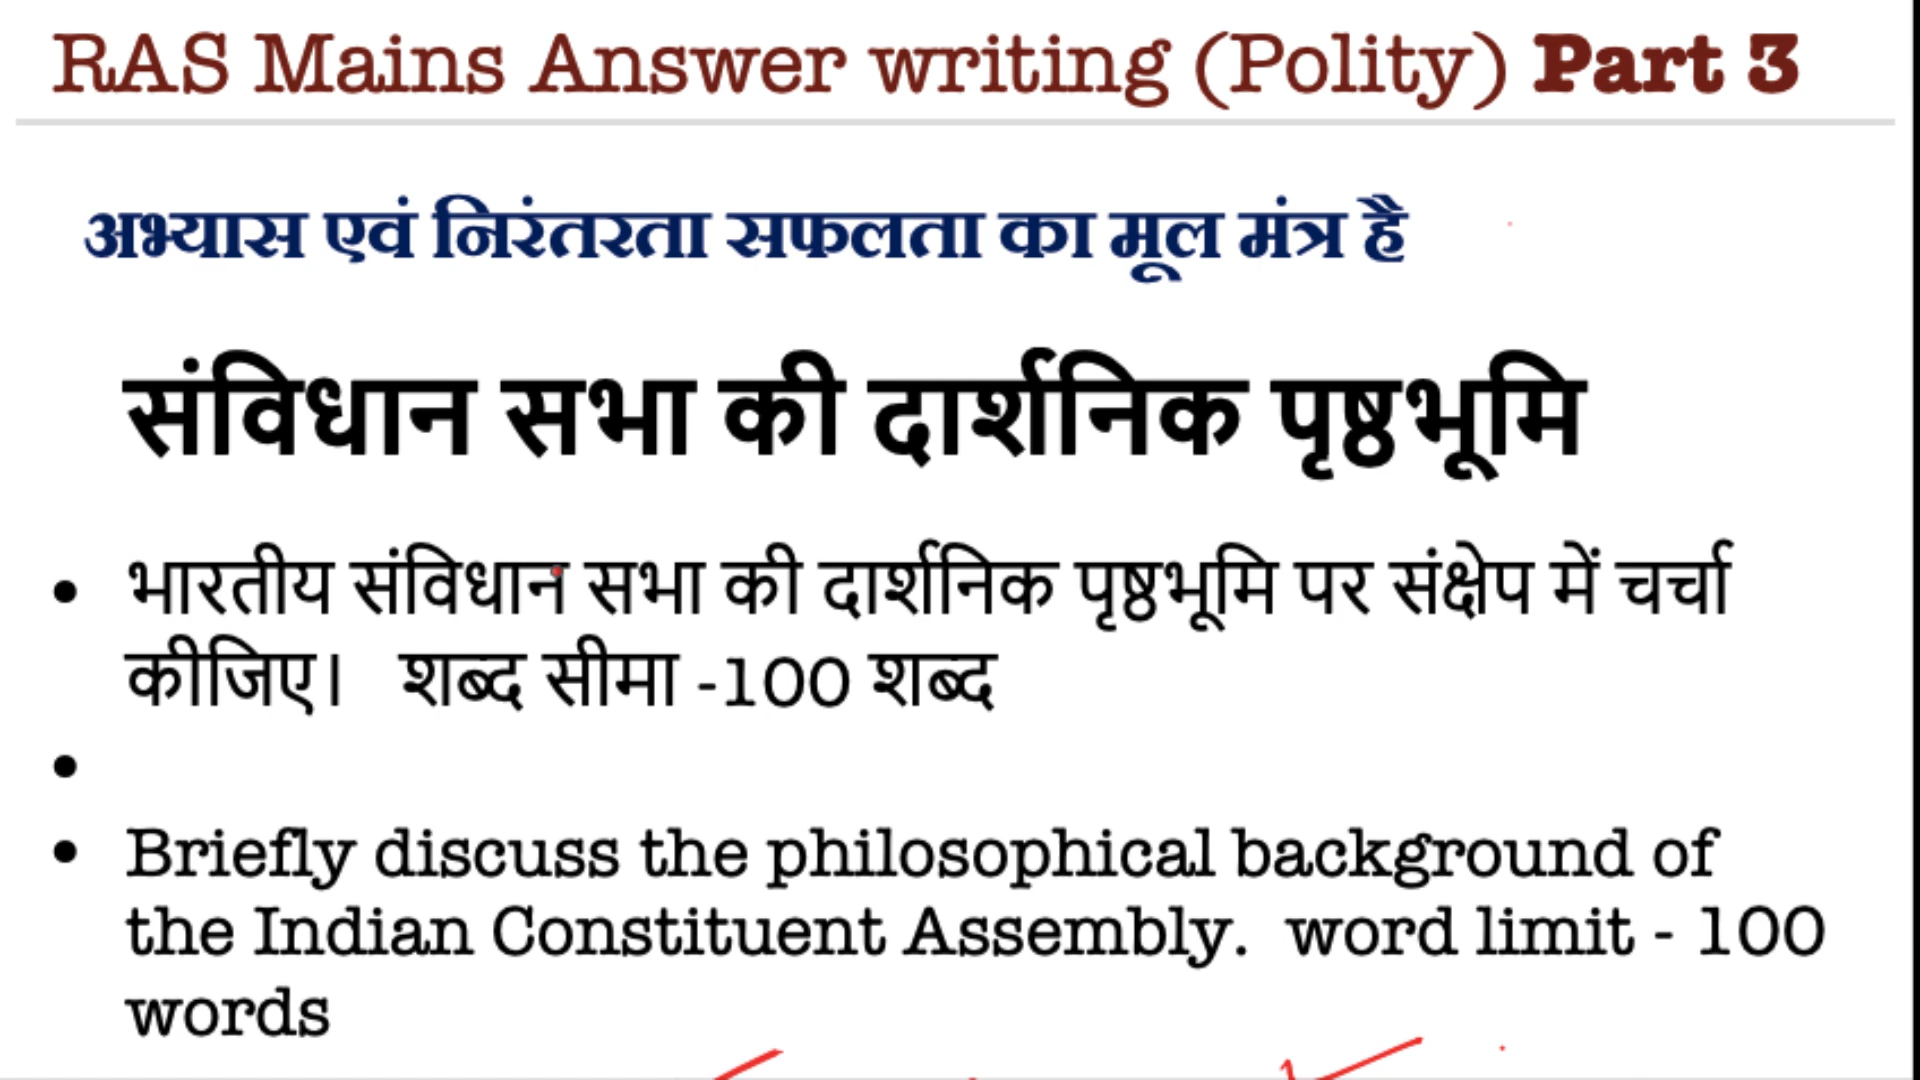 RAS Mains Answer writing (Polity) Part 3
अभ्यास एवं निरंतरता सफलता का मूल मंत्र है
संविधान सभा की दार्शनिक पृष्ठभूमि
• भारतीय संविधान सभा की दार्शनिक पृष्ठभूमि पर संक्षेप में चर्चा
कीजिए। शब्द सीमा -100 शब्द
•
• Briefly discuss the philosophical background of
the Indian Constituent Assembly. word limit - 100
words